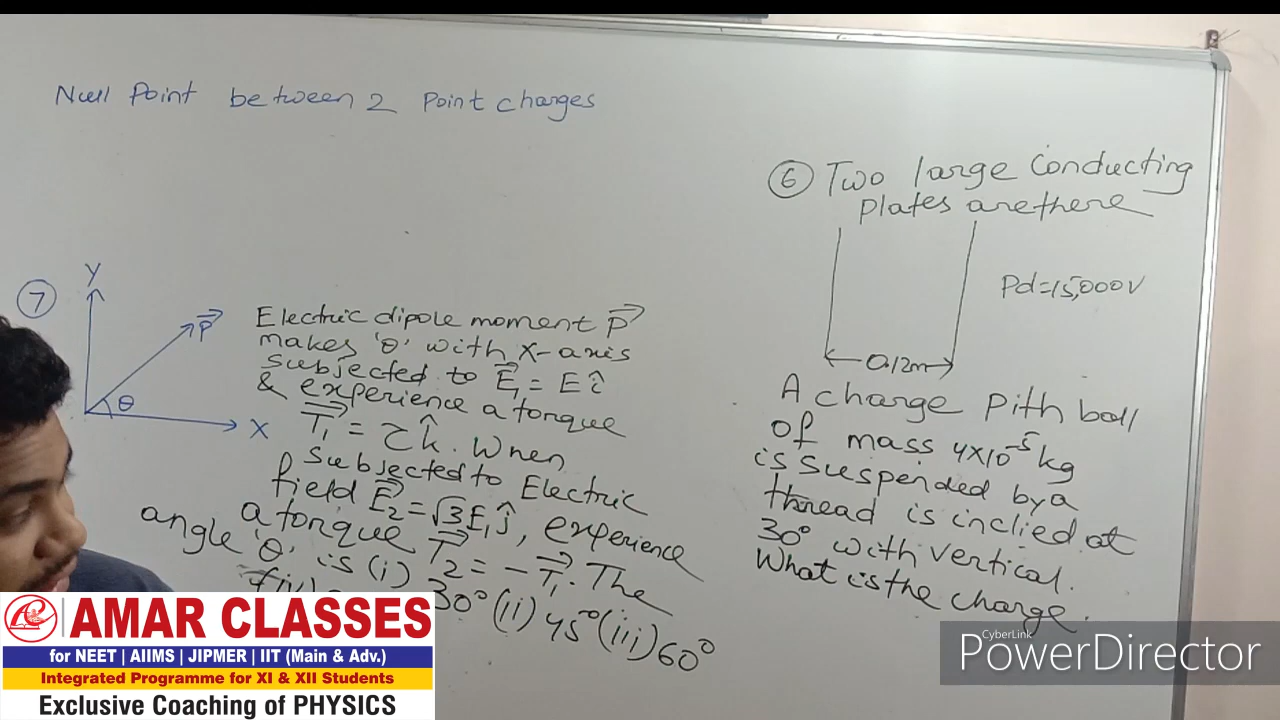 Null Point between 2 Point charges
6 Two large Conducting
plates are there
Pd=15,000V
0.12m
A charge Pith ball
of mass 4×10⁻⁵ kg
is suspended by a
thread is inclied at
30° with vertical.
What is the charge.
7
Y
P⃗
θ
X
Electric dipole moment P⃗
makes 'θ' with x-axis
subjected to E⃗₁ = E î
& experience a torque
T⃗₁ = τ k̂. When
subjected to Electric
field E⃗₂ = √3 E₁ ĵ, experience
a torque T⃗₂ = -T⃗₁. The
angle 'θ' is (i) 30° (ii) 45° (iii) 60°
AMAR CLASSES
for NEET | AIIMS | JIPMER | IIT (Main & Adv.)
Integrated Programme for XI & XII Students
Exclusive Coaching of PHYSICS
CyberLink
PowerDirector